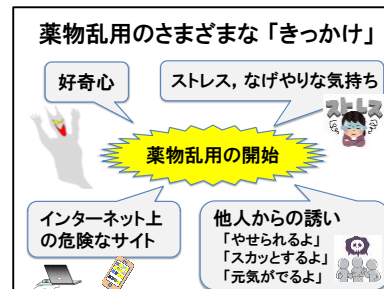 薬物乱用のさまざまな「きっかけ」
好奇心
ストレス，なげやりな気持ち
ストレス
薬物乱用の開始
インターネット上
の危険なサイト
他人からの誘い
「やせられるよ」
「スカッとするよ」
「元気がでるよ」